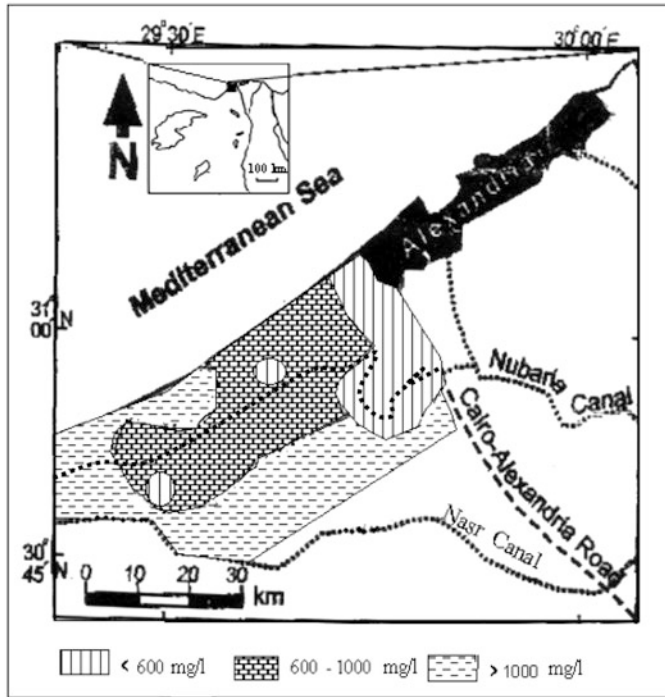 29° 30' E
30° 00' E
N
100 km
Mediterranean Sea
Alexandria
31° 00' N
Nubaria Canal
Cairo-Alexandria Road
Nasr Canal
30° 45' N
0 10 20 30
km
< 600 mg/l
600 - 1000 mg/l
> 1000 mg/l